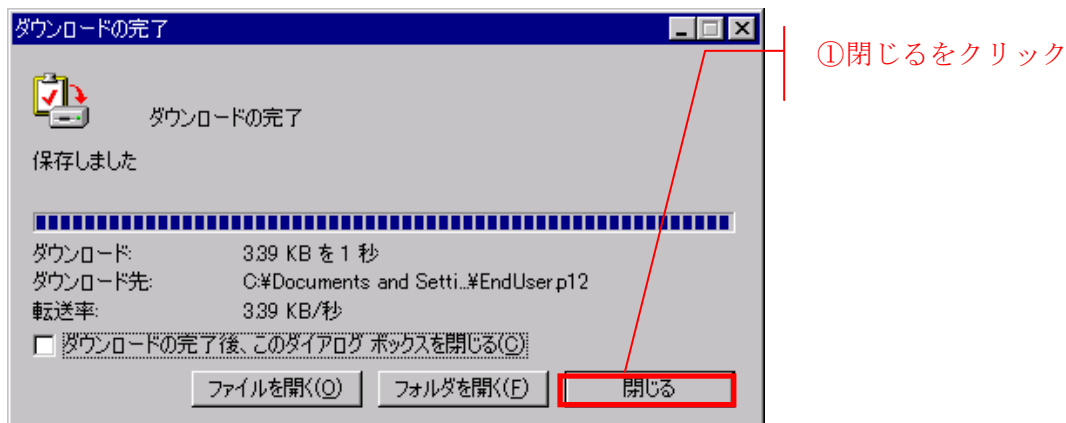 ダウンロードの完了
①閉じるをクリック
ダウンロードの完了
保存しました
ダウンロード: 3.39 KB を 1 秒
ダウンロード先: C:¥Documents and Setti...¥EndUser.p12
転送率: 3.39 KB/秒
ダウンロードの完了後、このダイアログ ボックスを閉じる(C)
ファイルを開く(O) フォルダを開く(F) 閉じる